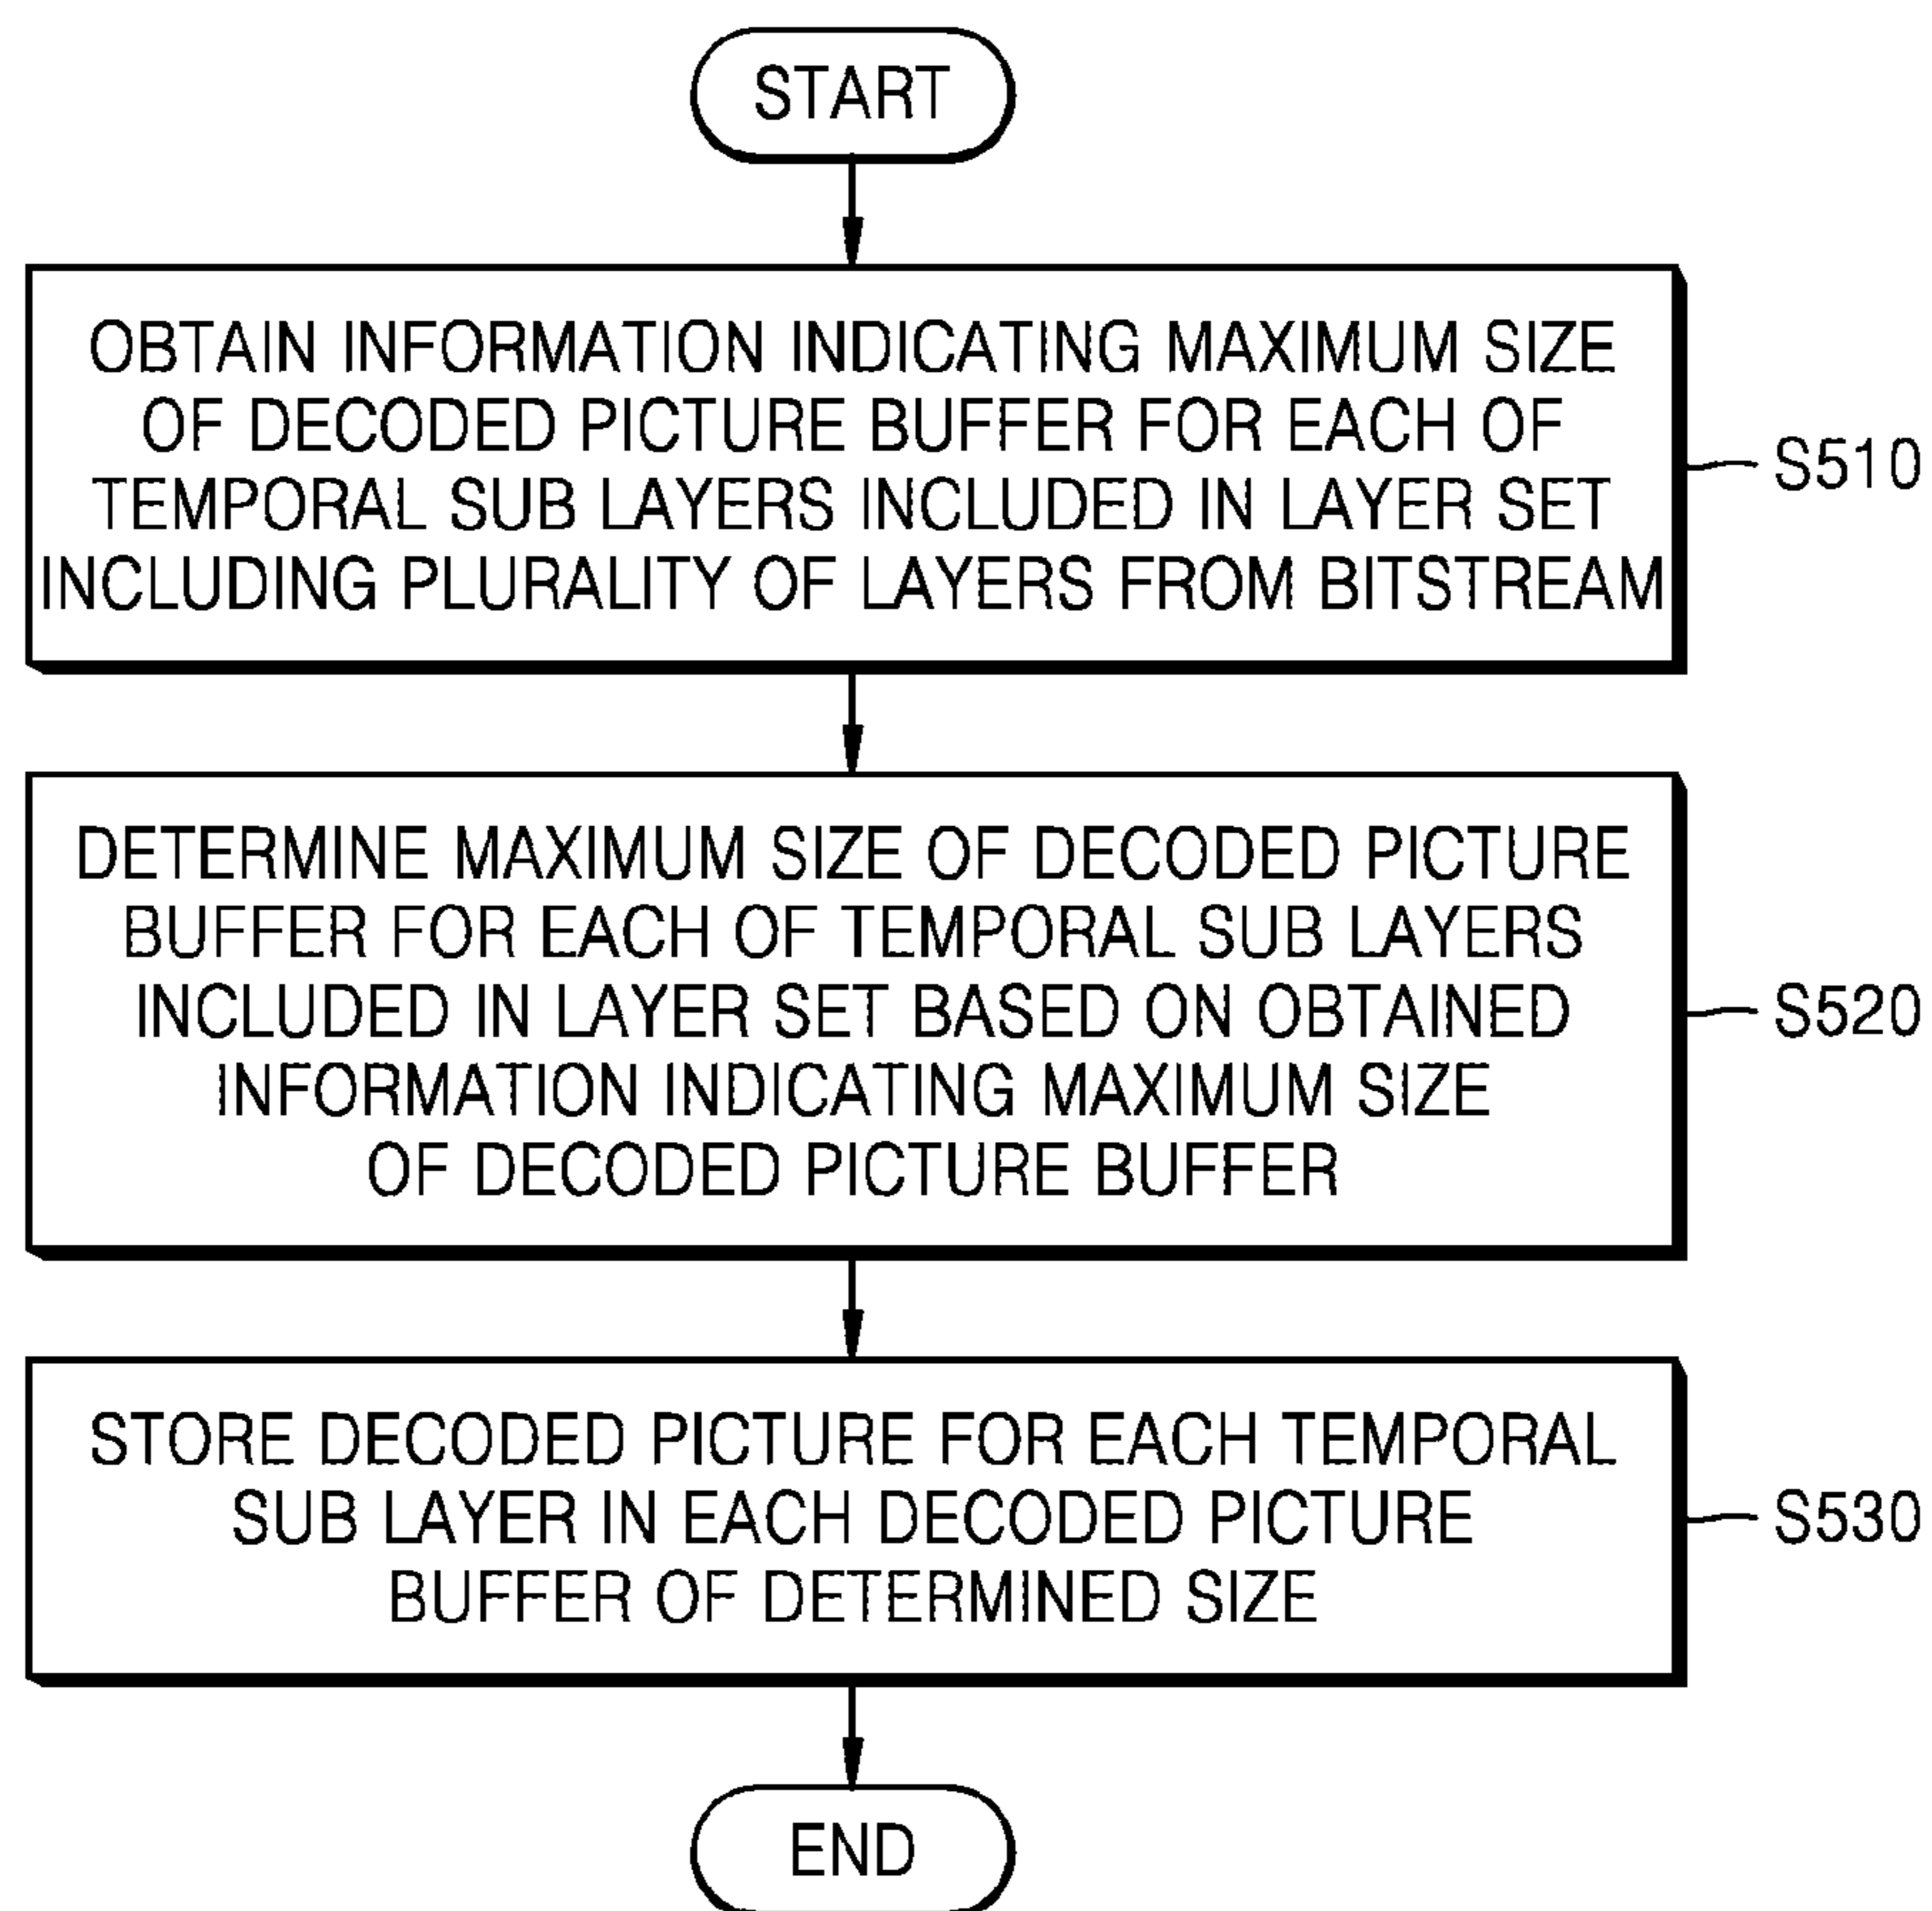 START
OBTAIN INFORMATION INDICATING MAXIMUM SIZE
OF DECODED PICTURE BUFFER FOR EACH OF
TEMPORAL SUB LAYERS INCLUDED IN LAYER SET
INCLUDING PLURALITY OF LAYERS FROM BITSTREAM
S510
DETERMINE MAXIMUM SIZE OF DECODED PICTURE
BUFFER FOR EACH OF TEMPORAL SUB LAYERS
INCLUDED IN LAYER SET BASED ON OBTAINED
INFORMATION INDICATING MAXIMUM SIZE
OF DECODED PICTURE BUFFER
S520
STORE DECODED PICTURE FOR EACH TEMPORAL
SUB LAYER IN EACH DECODED PICTURE
BUFFER OF DETERMINED SIZE
S530
END